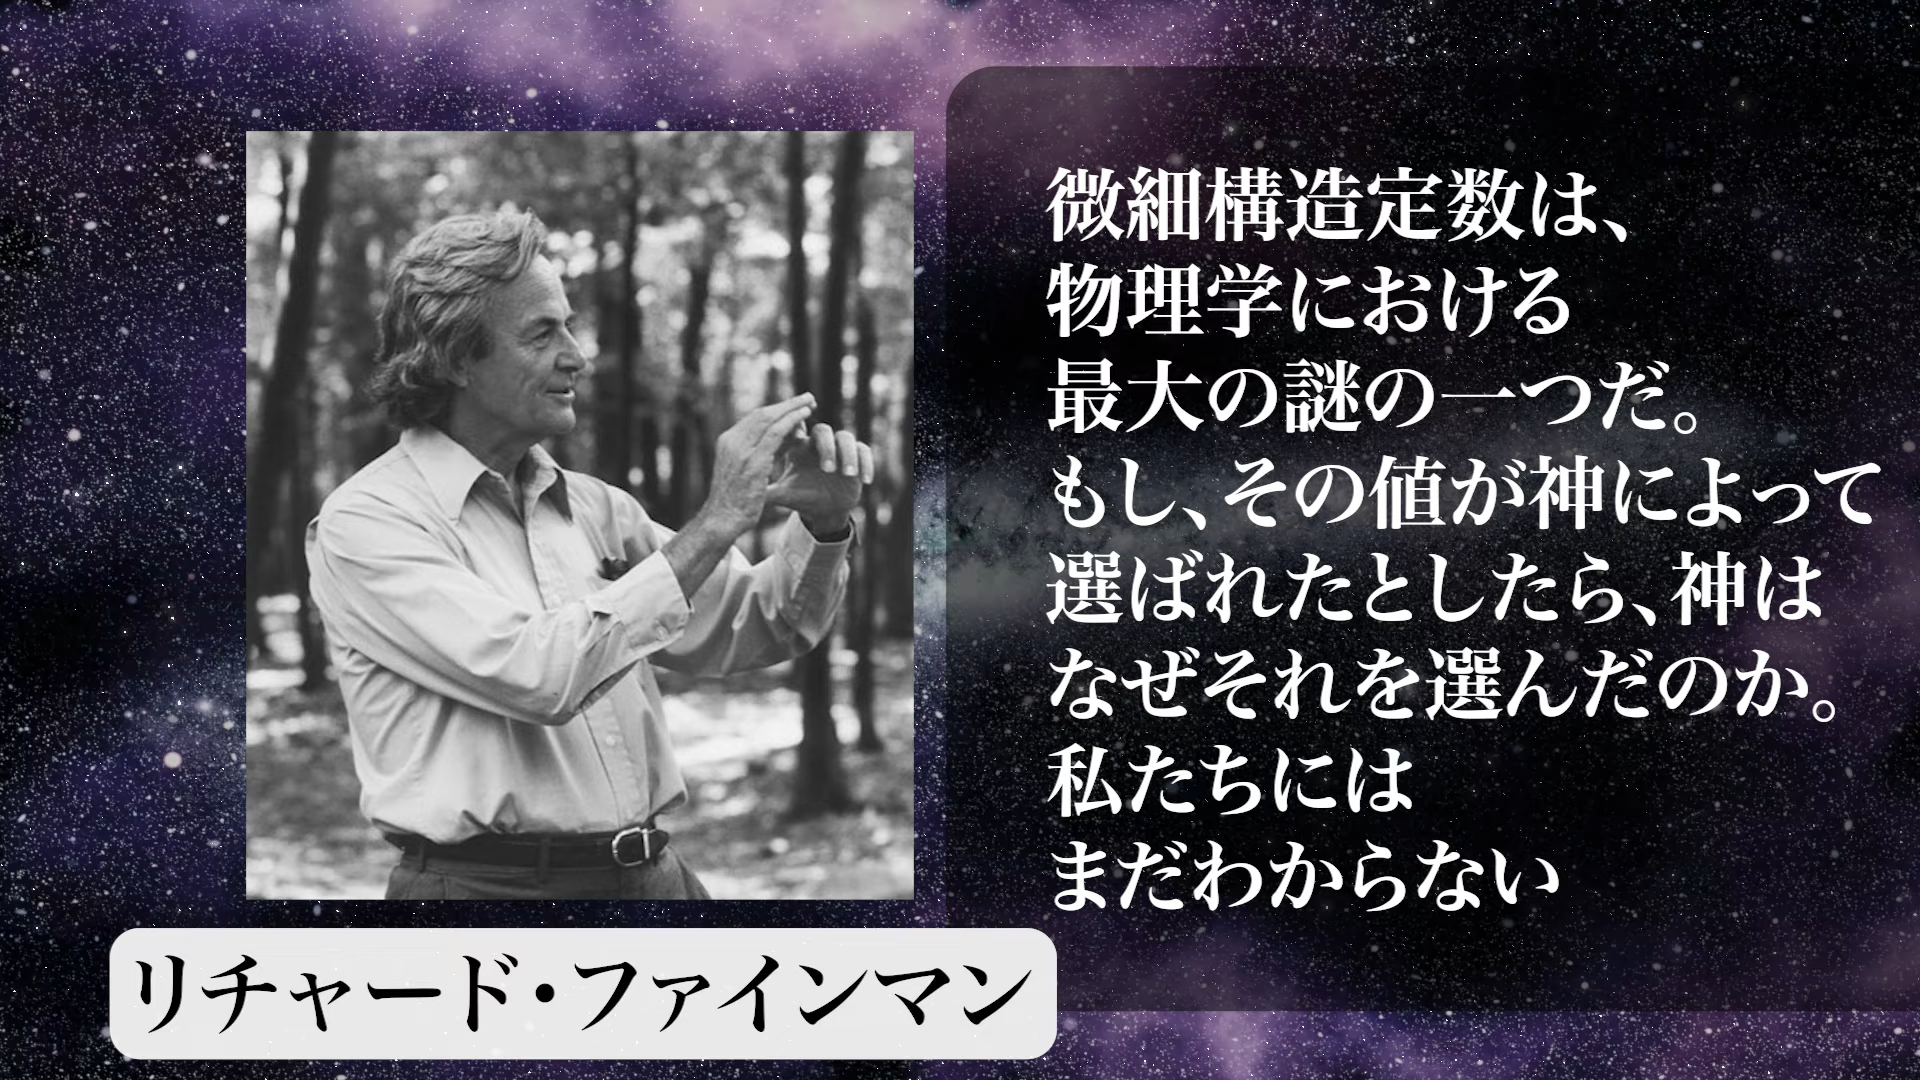 微細構造定数は、
物理学における
最大の謎の一つだ。
もし、その値が神によって
選ばれたとしたら、神は
なぜそれを選んだのか。
私たちには
まだわからない
リチャード・ファインマン